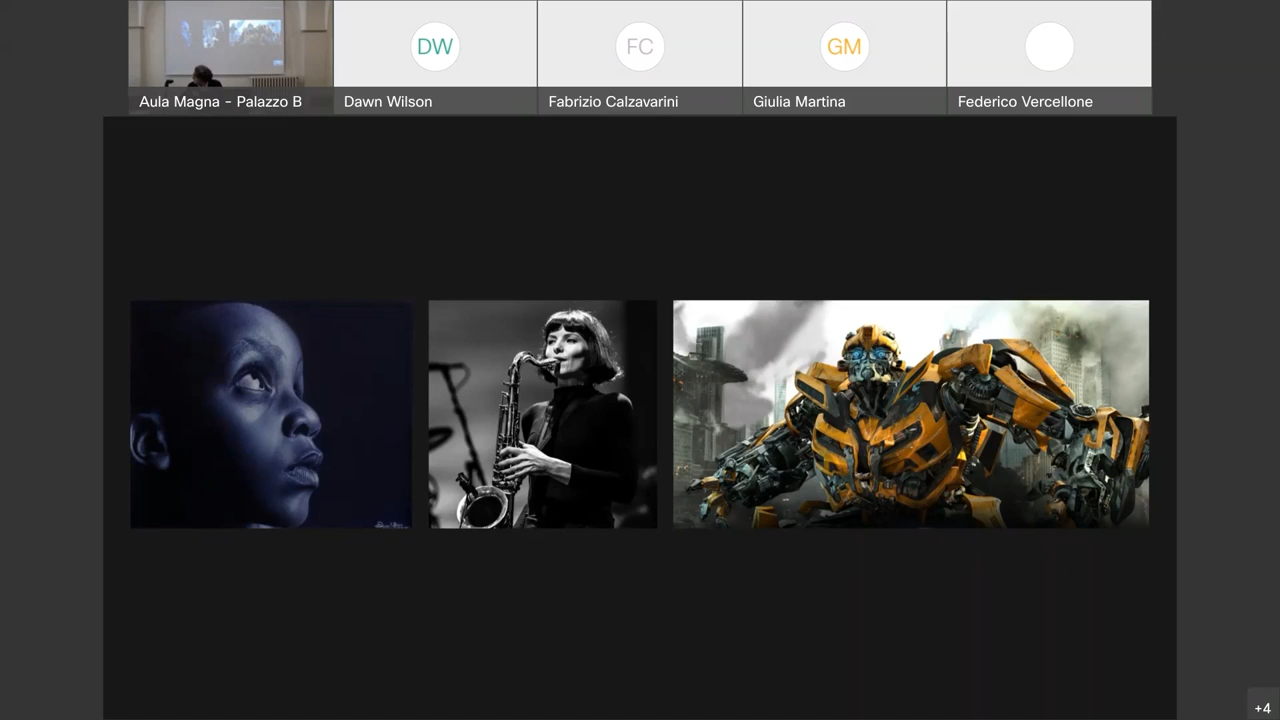 DW
FC
GM
Aula Magna - Palazzo B
Dawn Wilson
Fabrizio Calzavarini
Giulia Martina
Federico Vercellone
+4